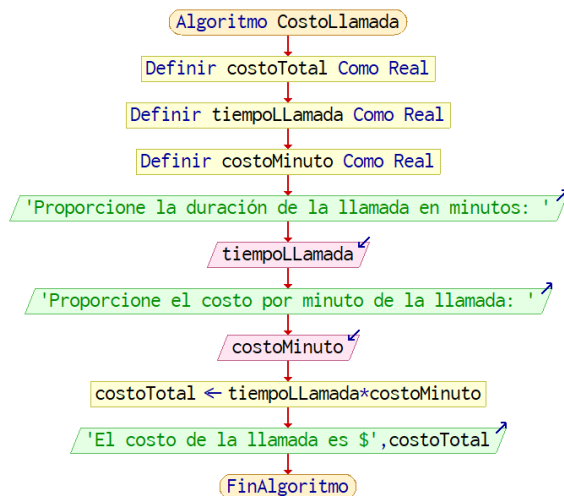 Algoritmo CostoLlamada
Definir costoTotal Como Real
Definir tiempoLLamada Como Real
Definir costoMinuto Como Real
'Proporcione la duración de la llamada en minutos: '
tiempoLLamada
'Proporcione el costo por minuto de la llamada: '
costoMinuto
costoTotal ← tiempoLLamada*costoMinuto
'El costo de la llamada es $',costoTotal
FinAlgoritmo